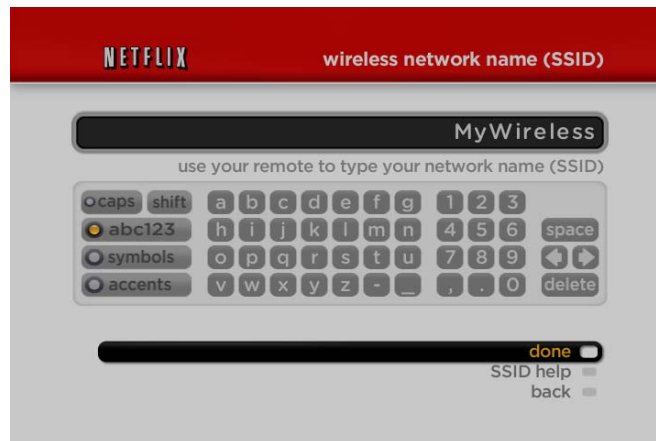 NETFLIX
wireless network name (SSID)
MyWireless
use your remote to type your network name (SSID)
caps shift a b c d e f g 1 2 3
abc123 h i j k l m n 4 5 6 space
symbols o p q r s t u 7 8 9
accents v w x y z - _ , . 0 delete
done
SSID help
back